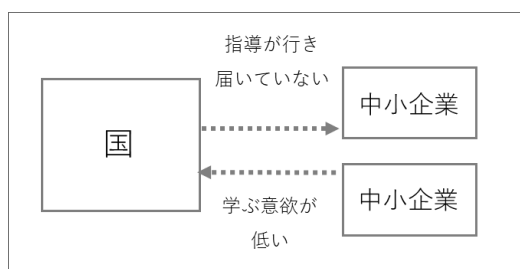 指導が行き
届いていない
国
中小企業
中小企業
学ぶ意欲が
低い